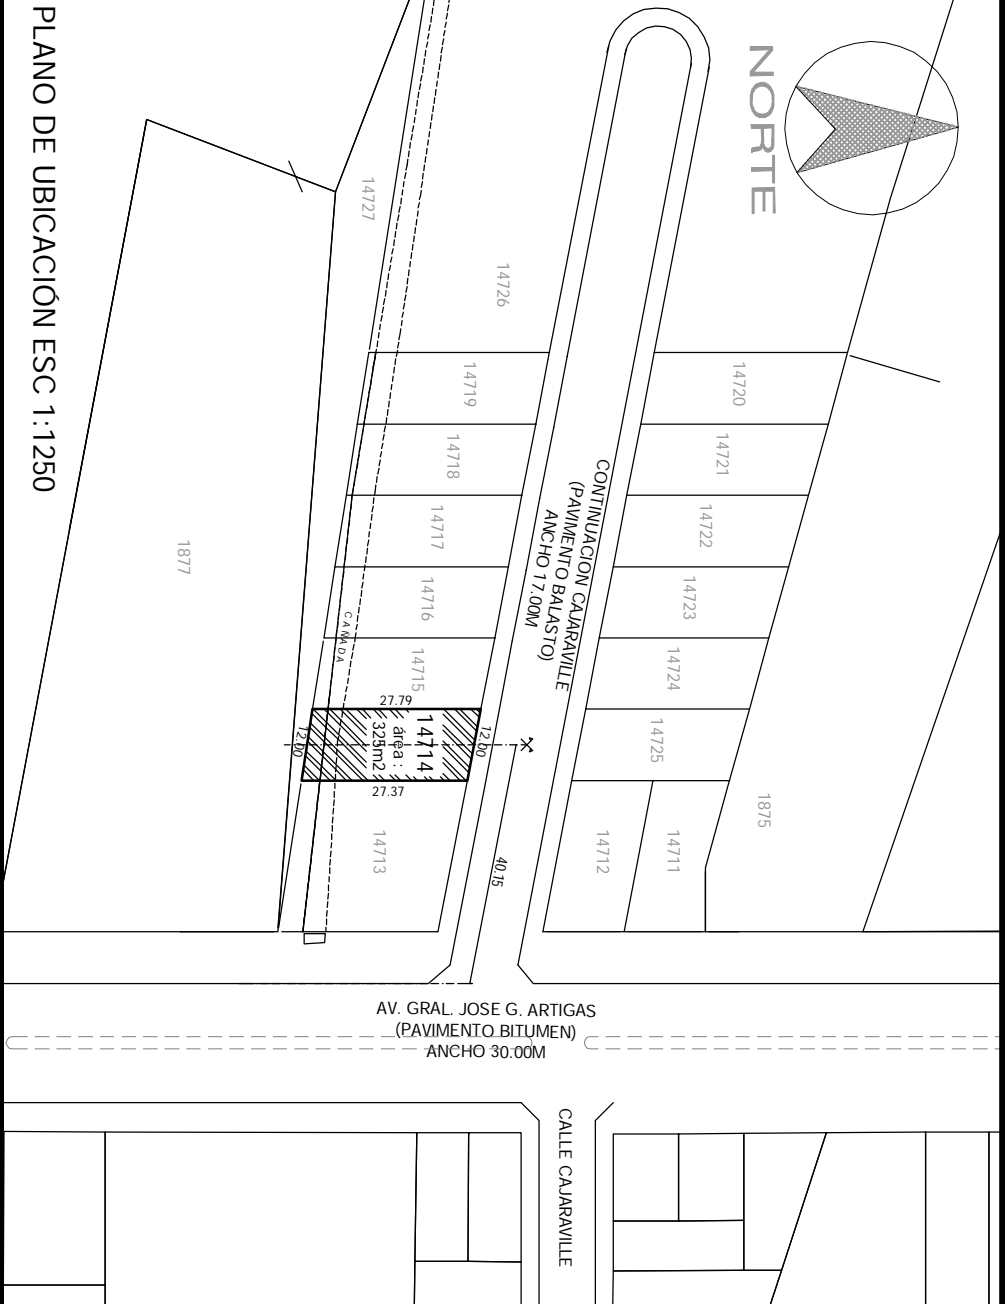 PLANO DE UBICACIÓN ESC 1:1250
NORTE
14727
14726
14719
14718
14717
14716
14715
14720
14721
14722
14723
14724
14725
CONTINUACION CAJARAVILLE
(PAVIMENTO BALASTO)
ANCHO 17.00M
1877
CAÑADA
27.79
12.00
14714
área :
325m2
12.00
27.37
14713
40.15
14712
14711
1875
AV. GRAL. JOSE G. ARTIGAS
(PAVIMENTO BITUMEN)
ANCHO 30.00M
CALLE CAJARAVILLE